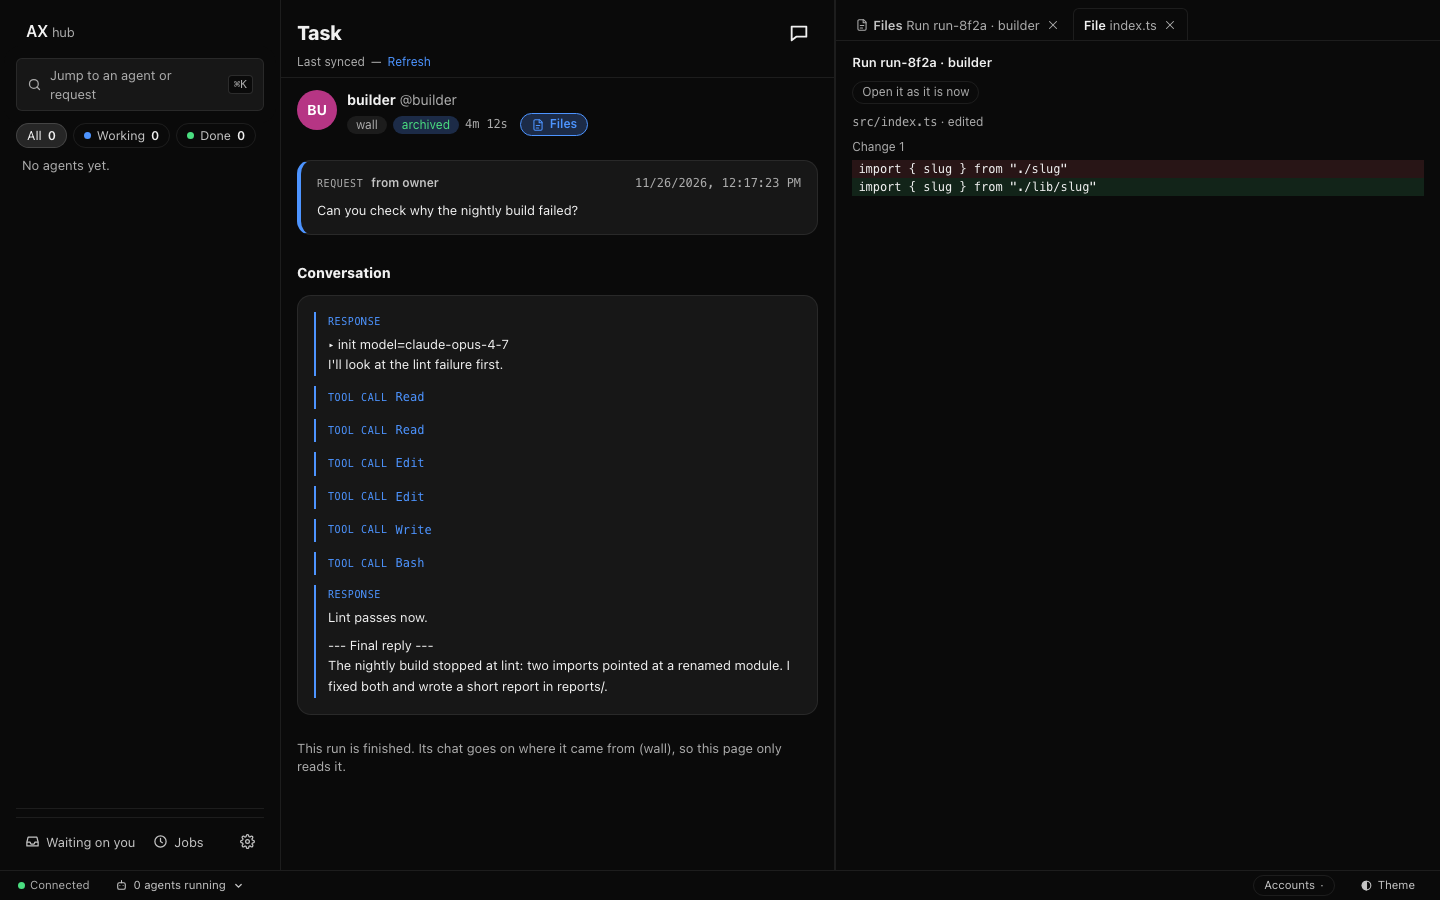 AX hub
Jump to an agent or
request
⌘K
All 0
Working 0
Done 0
No agents yet.
Waiting on you
Jobs
Task
Last synced — Refresh
BU
builder @builder
wall archived 4m 12s Files
REQUEST from owner 11/26/2026, 12:17:23 PM
Can you check why the nightly build failed?
Conversation
RESPONSE
▸ init model=claude-opus-4-7
I'll look at the lint failure first.
TOOL CALL Read
TOOL CALL Read
TOOL CALL Edit
TOOL CALL Edit
TOOL CALL Write
TOOL CALL Bash
RESPONSE
Lint passes now.
--- Final reply ---
The nightly build stopped at lint: two imports pointed at a renamed module. I
fixed both and wrote a short report in reports/.
This run is finished. Its chat goes on where it came from (wall), so this page only
reads it.
Files Run run-8f2a · builder
File index.ts
Run run-8f2a · builder
Open it as it is now
src/index.ts · edited
Change 1
import { slug } from "./slug"
import { slug } from "./lib/slug"
Connected
0 agents running
Accounts ·
Theme